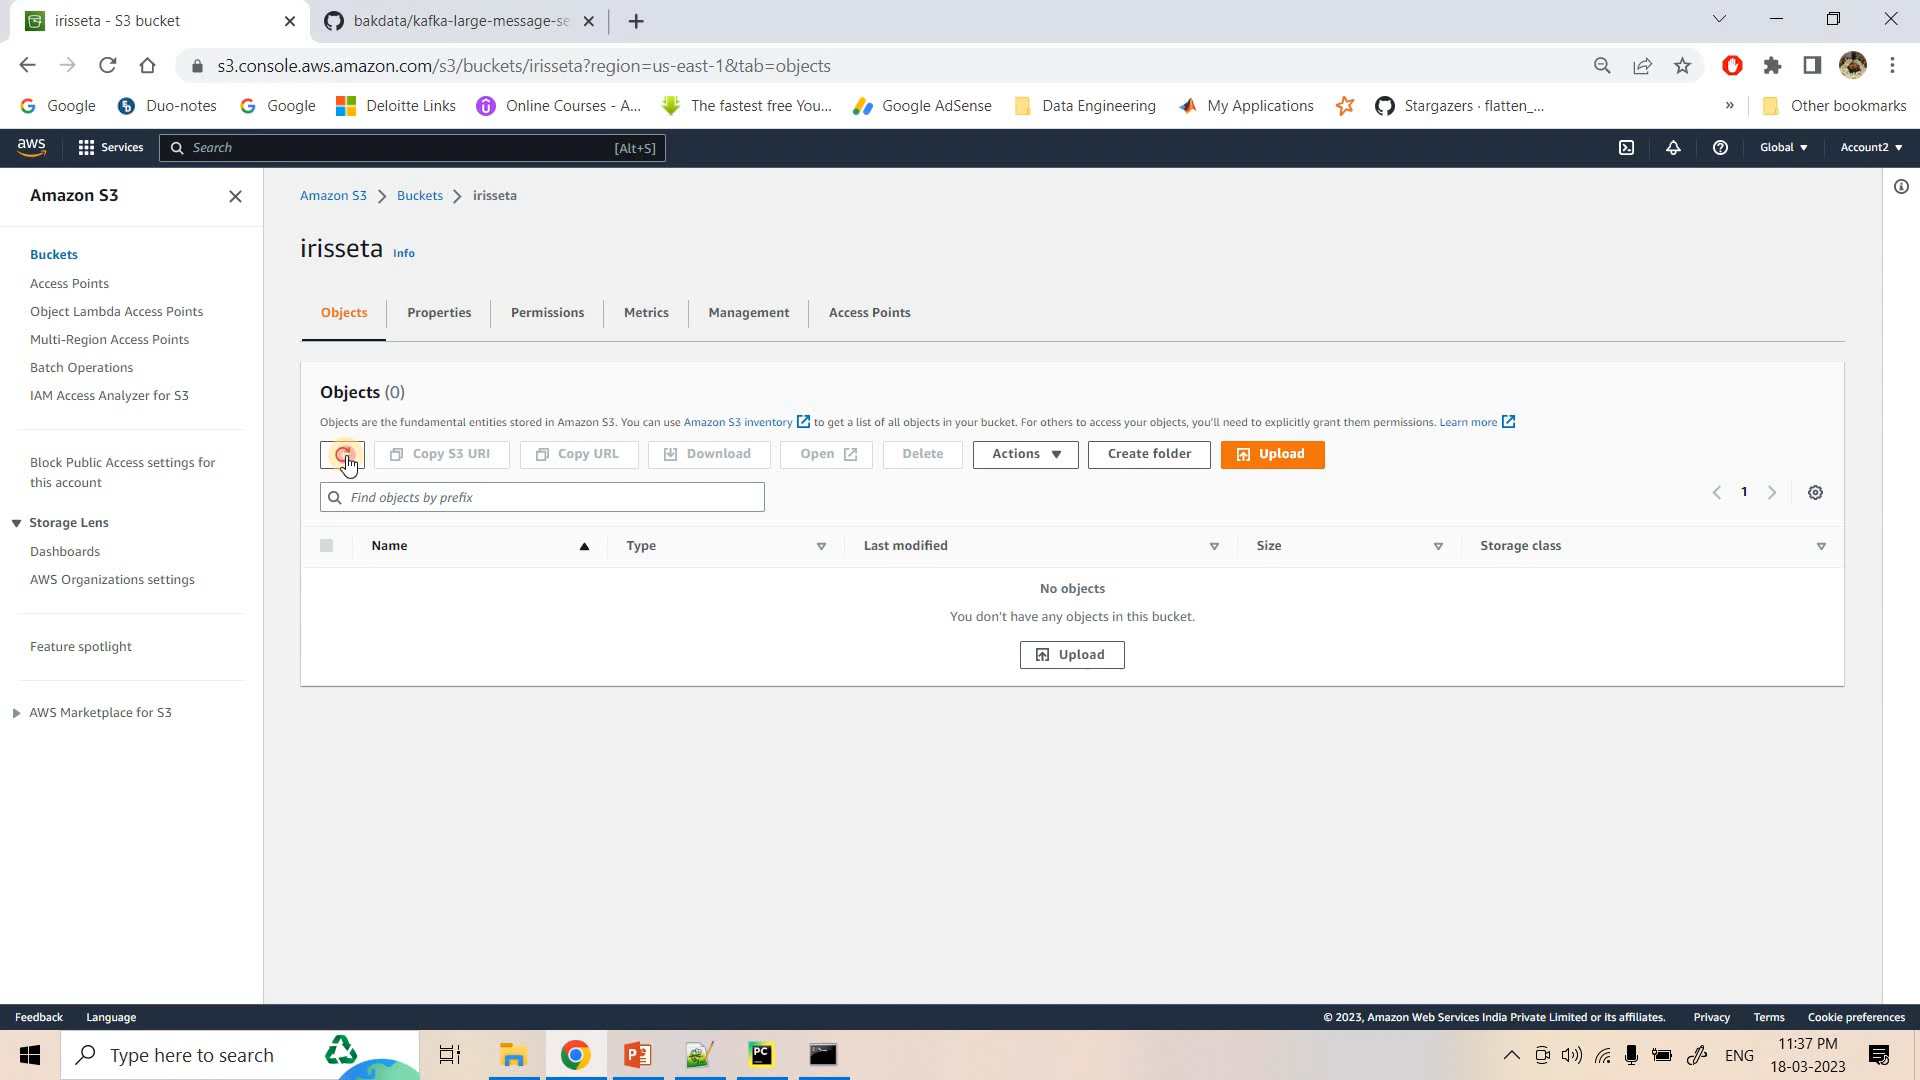 irisseta - S3 bucket
bakdata/kafka-large-message-se
s3.console.aws.amazon.com/s3/buckets/irisseta?region=us-east-1&tab=objects
Google
Duo-notes
Google
Deloitte Links
Online Courses - A...
The fastest free You...
Google AdSense
Data Engineering
My Applications
Stargazers · flatten_...
»
Other bookmarks
aws
Services
Search
[Alt+S]
Global
Account2
Amazon S3
Buckets
Access Points
Object Lambda Access Points
Multi-Region Access Points
Batch Operations
IAM Access Analyzer for S3
Block Public Access settings for
this account
Storage Lens
Dashboards
AWS Organizations settings
Feature spotlight
AWS Marketplace for S3
Amazon S3
Buckets
irisseta
irisseta Info
Objects
Properties
Permissions
Metrics
Management
Access Points
Objects (0)
Objects are the fundamental entities stored in Amazon S3. You can use Amazon S3 inventory to get a list of all objects in your bucket. For others to access your objects, you'll need to explicitly grant them permissions. Learn more
Copy S3 URI
Copy URL
Download
Open
Delete
Actions
Create folder
Upload
Find objects by prefix
1
Name
Type
Last modified
Size
Storage class
No objects
You don't have any objects in this bucket.
Upload
Feedback
Language
© 2023, Amazon Web Services India Private Limited or its affiliates.
Privacy
Terms
Cookie preferences
Type here to search
PC
ENG
11:37 PM
18-03-2023